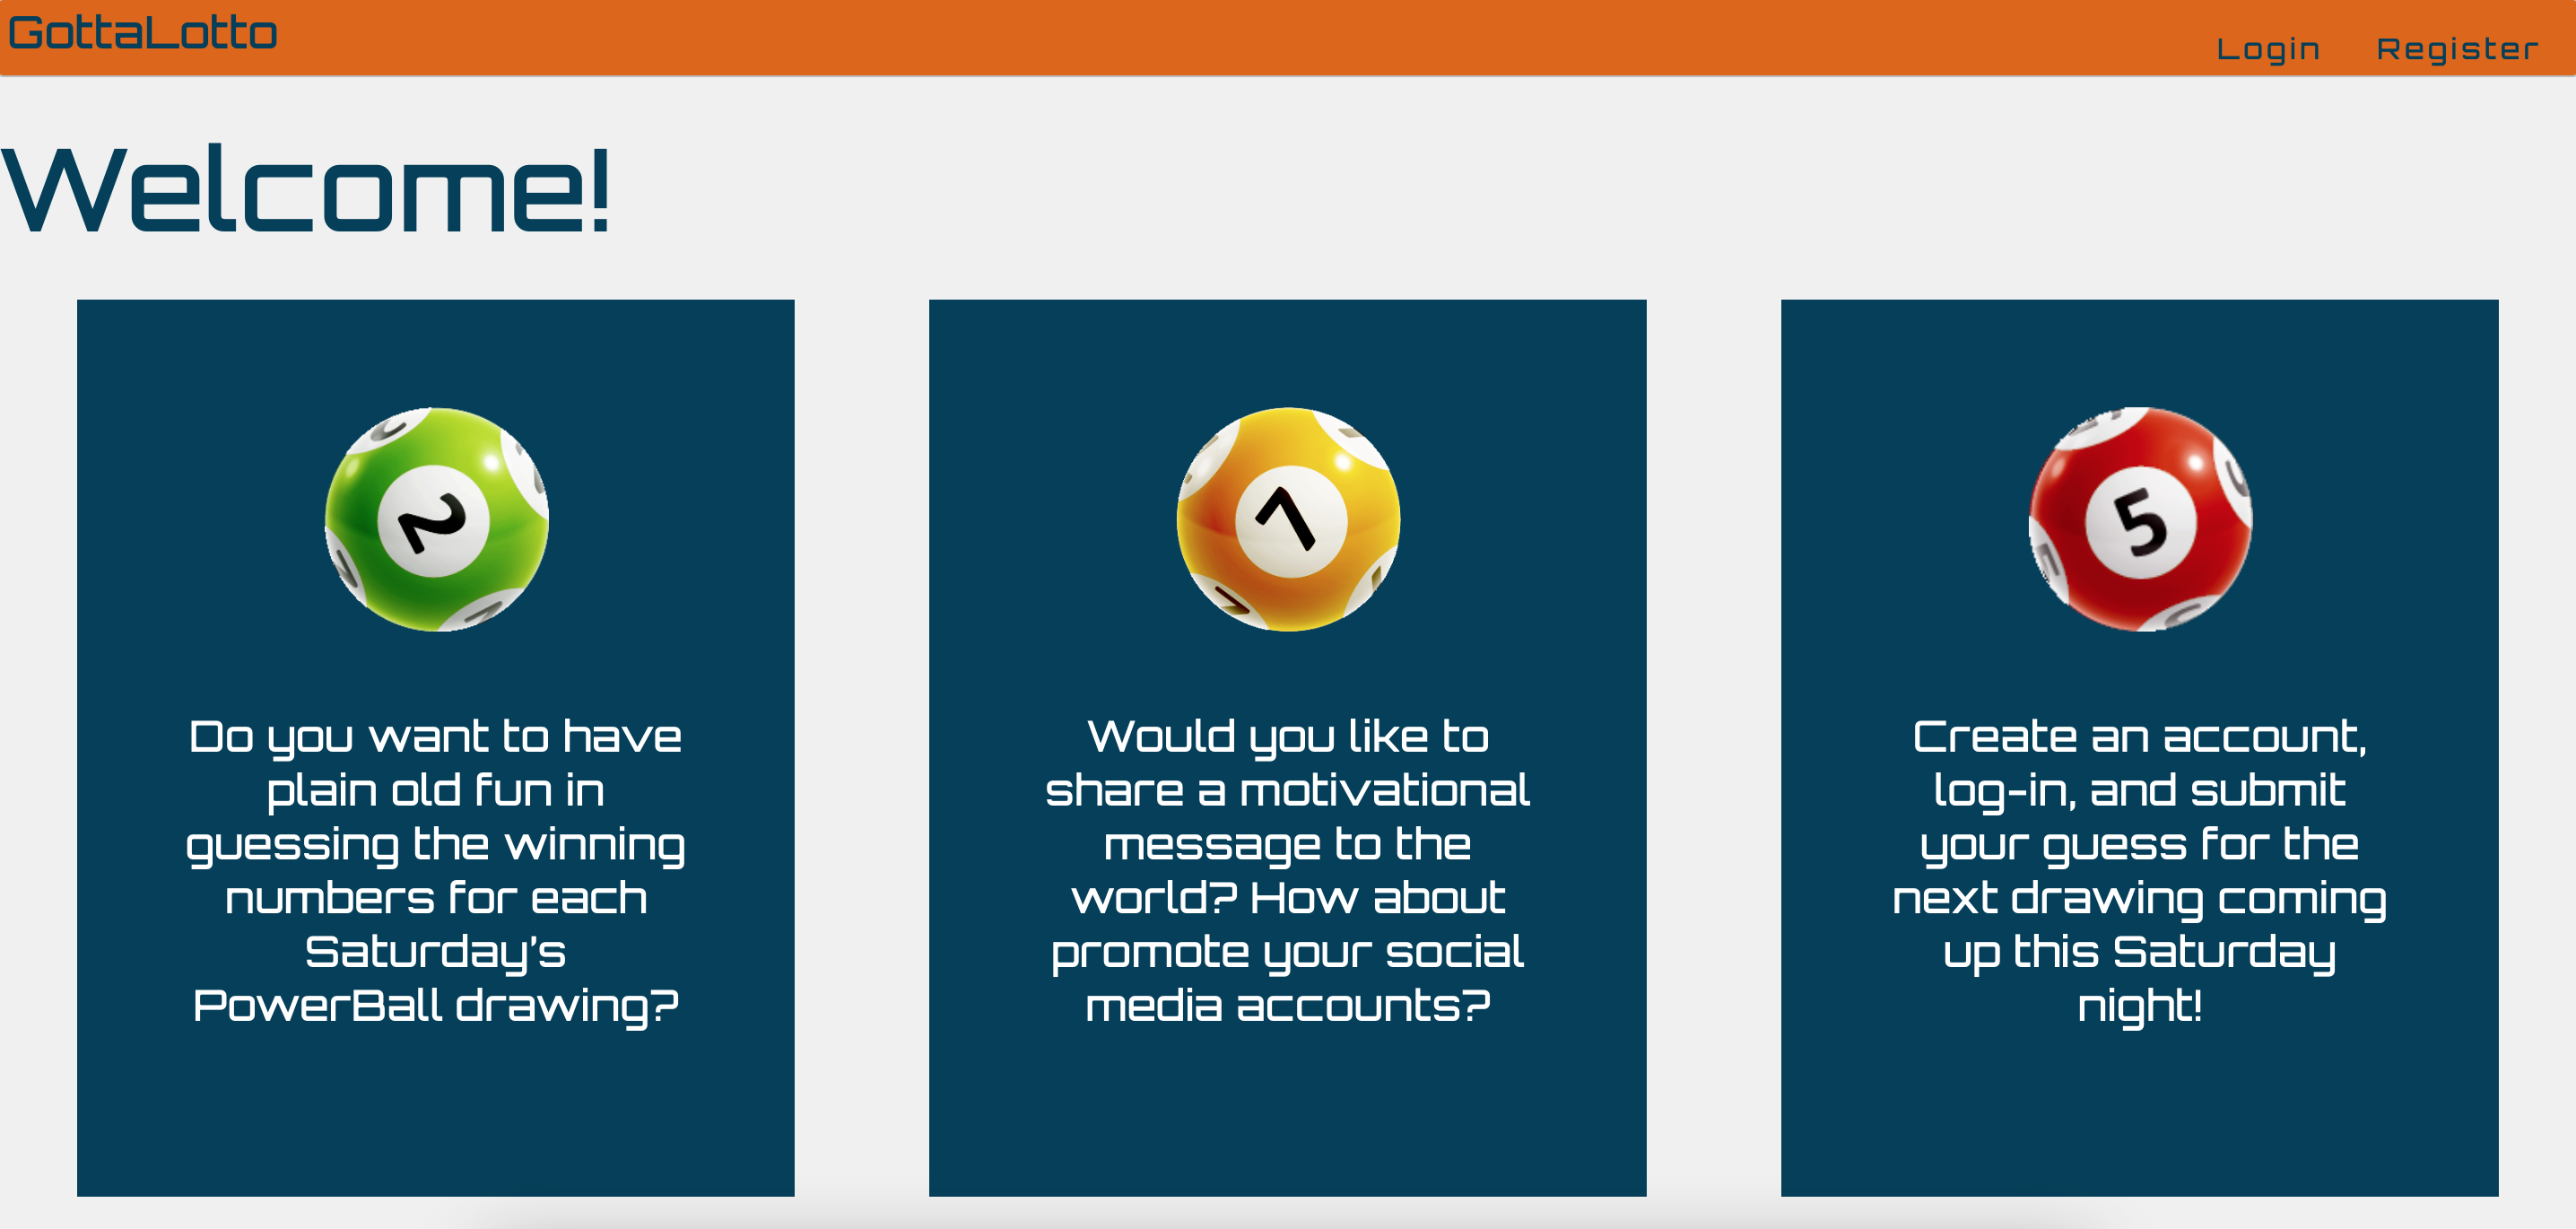 GottaLotto
Login Register
Welcome!
2
7
5
Do you want to have
plain old fun in
guessing the winning
numbers for each
Saturday's
PowerBall drawing?
Would you like to
share a motivational
message to the
world? How about
promote your social
media accounts?
Create an account,
log-in, and submit
your guess for the
next drawing coming
up this Saturday
night!